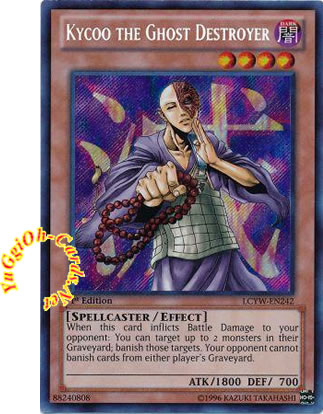 KYCOO THE GHOST DESTROYER
DARK
闇
YuGgiOh-Cards.Net
1st Edition
LCYW-EN242
[SPELLCASTER / EFFECT]
When this card inflicts Battle Damage to your
opponent: You can target up to 2 monsters in their
Graveyard; banish those targets. Your opponent cannot
banish cards from either player's Graveyard.
ATK/1800 DEF/ 700
88240808
©1996 KAZUKI TAKAHASHI